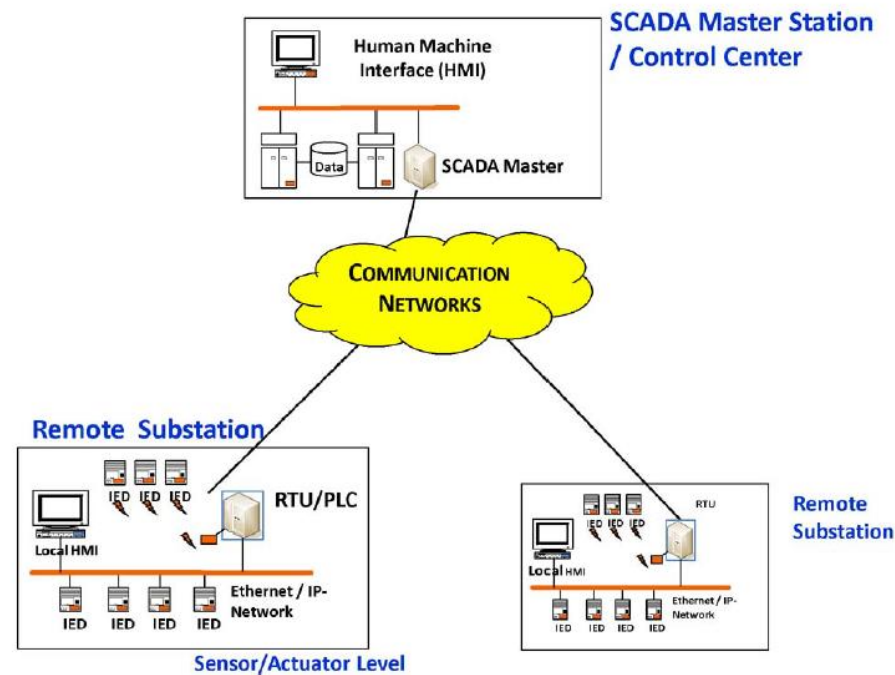 SCADA Master Station
/ Control Center
Human Machine
Interface (HMI)
Data
SCADA Master
COMMUNICATION
NETWORKS
Remote Substation
IED IED IED
RTU/PLC
Local HMI
Ethernet / IP-
Network
IED IED IED IED
Sensor/Actuator Level
Remote
Substation
IED IED IED
RTU
Local HMI
Ethernet / IP-
Network
IED IED IED IED